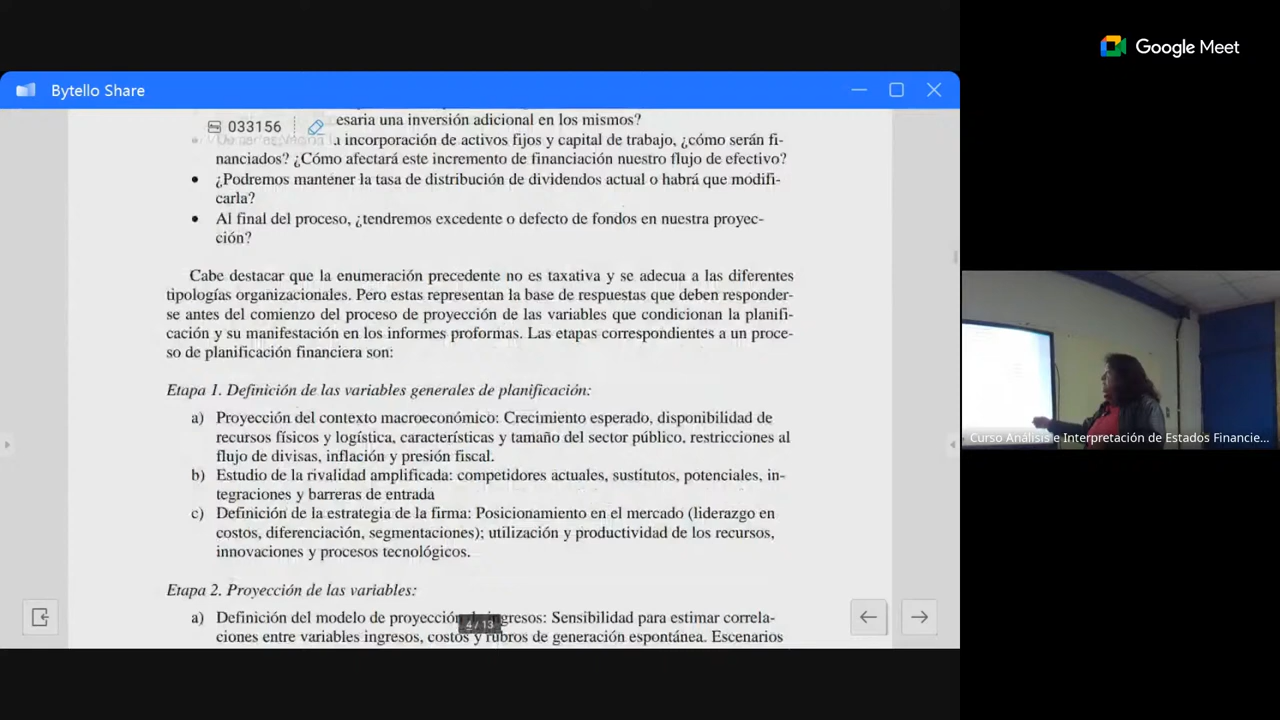 Google Meet
Bytello Share
esaria una inversión adicional en los mismos?
033156
a incorporación de activos fijos y capital de trabajo, ¿cómo serán fi-
nanciados? ¿Cómo afectará este incremento de financiación nuestro flujo de efectivo?
• ¿Podremos mantener la tasa de distribución de dividendos actual o habrá que modifi-
carla?
• Al final del proceso, ¿tendremos excedente o defecto de fondos en nuestra proyec-
ción?
Cabe destacar que la enumeración precedente no es taxativa y se adecua a las diferentes
tipologías organizacionales. Pero estas representan la base de respuestas que deben responder-
se antes del comienzo del proceso de proyección de las variables que condicionan la planifi-
cación y su manifestación en los informes proformas. Las etapas correspondientes a un proce-
so de planificación financiera son:
Etapa 1. Definición de las variables generales de planificación:
a) Proyección del contexto macroeconómico: Crecimiento esperado, disponibilidad de
recursos físicos y logística, características y tamaño del sector público, restricciones al
flujo de divisas, inflación y presión fiscal.
b) Estudio de la rivalidad amplificada: competidores actuales, sustitutos, potenciales, in-
tegraciones y barreras de entrada
c) Definición de la estrategia de la firma: Posicionamiento en el mercado (liderazgo en
costos, diferenciación, segmentaciones); utilización y productividad de los recursos,
innovaciones y procesos tecnológicos.
Etapa 2. Proyección de las variables:
a) Definición del modelo de proyección ingresos: Sensibilidad para estimar correla-
4 / 13
ciones entre variables ingresos, costos y rubros de generación espontánea. Escenarios
Curso Análisis e Interpretación de Estados Financie...